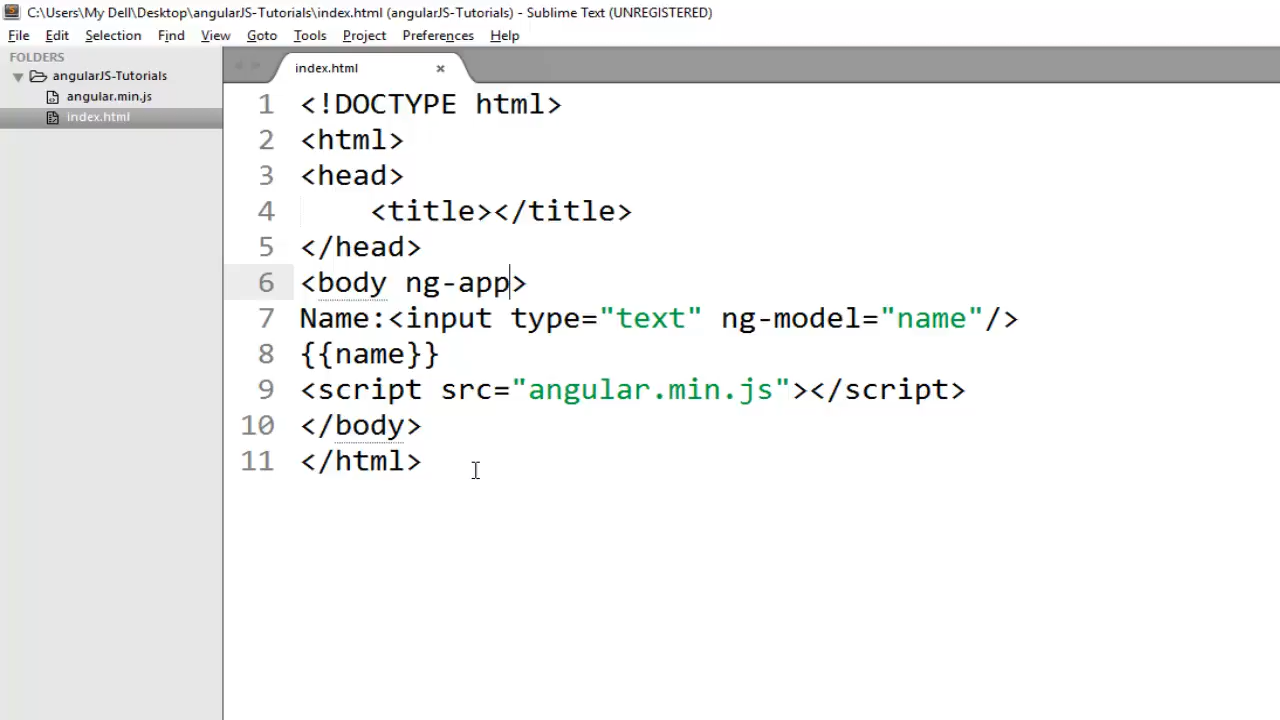 C:\Users\My Dell\Desktop\angularJS-Tutorials\index.html (angularJS-Tutorials) - Sublime Text (UNREGISTERED)
File Edit Selection Find View Goto Tools Project Preferences Help
FOLDERS
angularJS-Tutorials
angular.min.js
index.html
index.html ×
1 <!DOCTYPE html>
2 <html>
3 <head>
4     <title></title>
5 </head>
6 <body ng-app>
7 Name:<input type="text" ng-model="name"/>
8 {{name}}
9 <script src="angular.min.js"></script>
10 </body>
11 </html>